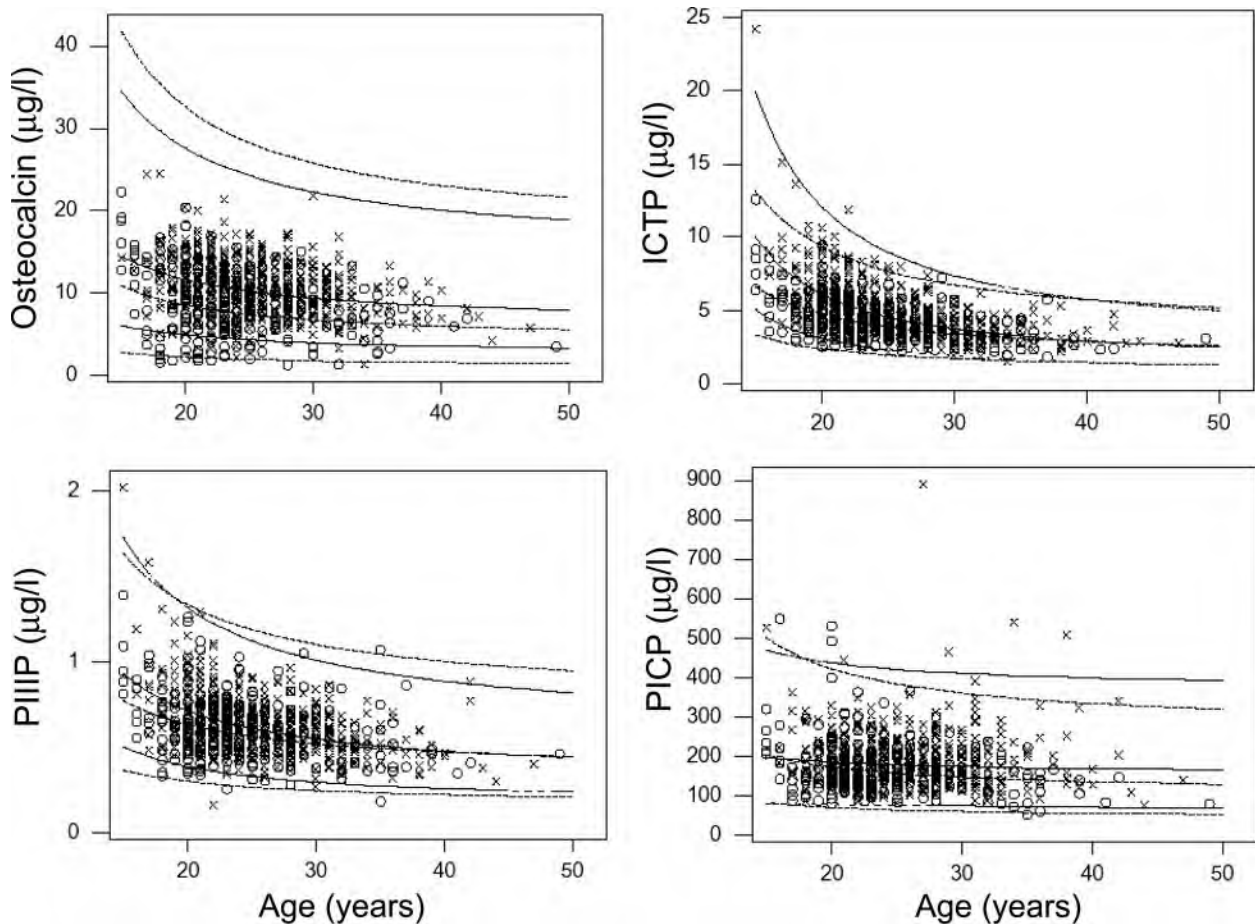 Osteocalcin (μg/l)
40
30
20
10
0
20 30 40 50
ICTP (μg/l)
25
20
15
10
5
0
20 30 40 50
PIIIP (μg/l)
2
1
0
20 30 40 50
Age (years)
PICP (μg/l)
900
800
700
600
500
400
300
200
100
0
20 30 40 50
Age (years)